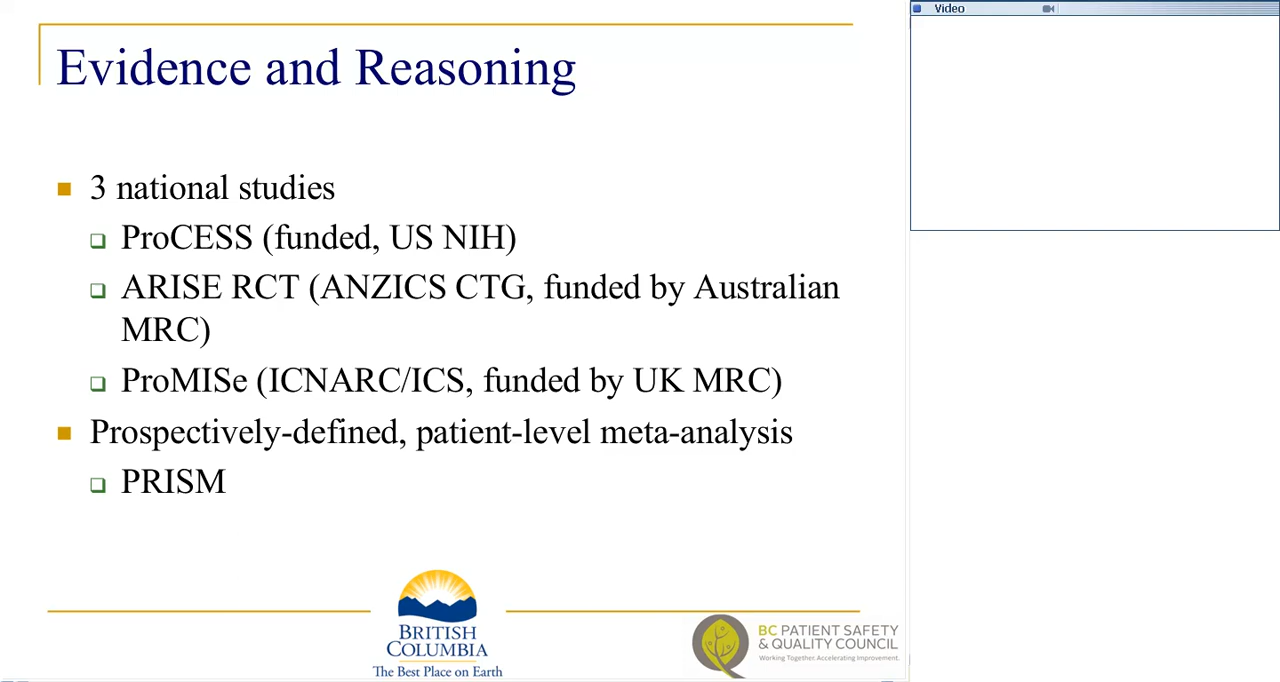 Video
Evidence and Reasoning
3 national studies
ProCESS (funded, US NIH)
ARISE RCT (ANZICS CTG, funded by Australian
MRC)
ProMISe (ICNARC/ICS, funded by UK MRC)
Prospectively-defined, patient-level meta-analysis
PRISM
BRITISH
COLUMBIA
The Best Place on Earth
BC PATIENT SAFETY
& QUALITY COUNCIL
Working Together. Accelerating Improvement.